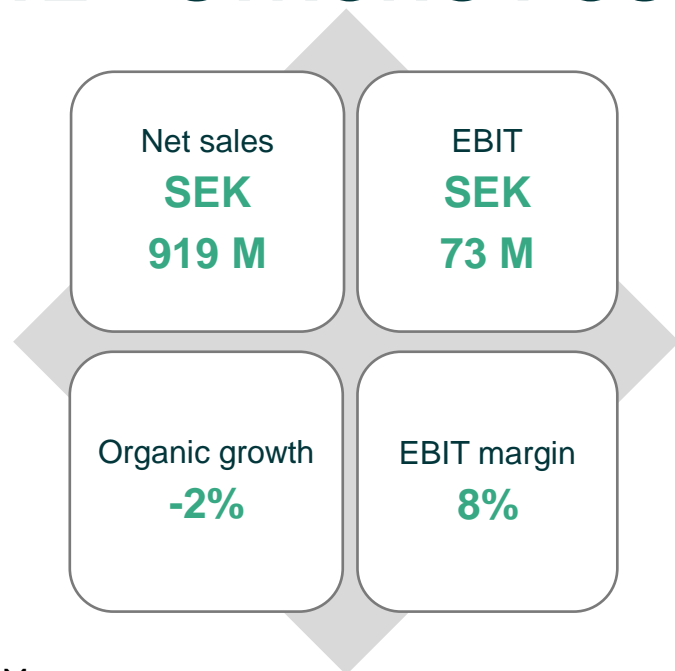 Net sales
SEK
919 M
EBIT
SEK
73 M
Organic growth
-2%
EBIT margin
8%